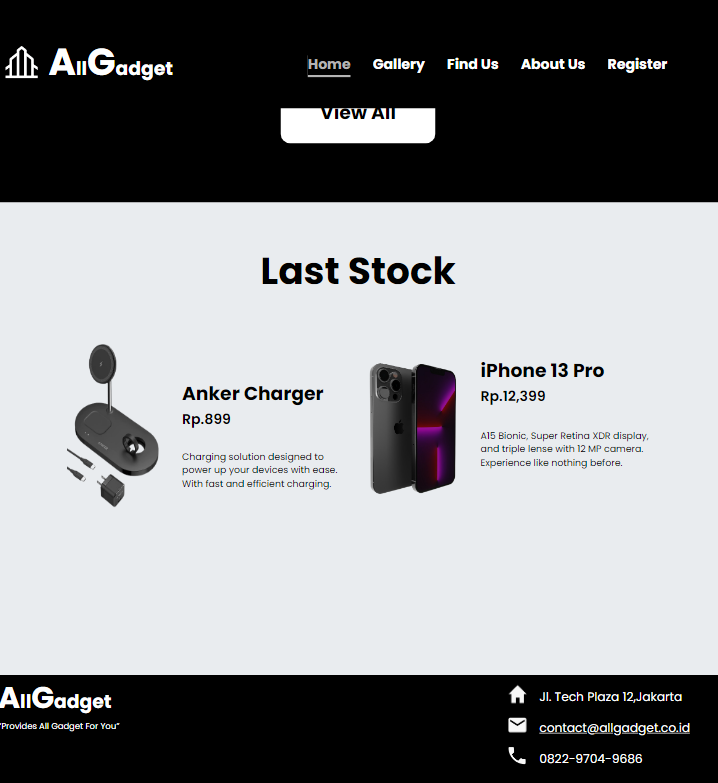 AllGadget
Home Gallery Find Us About Us Register
View All
Last Stock
Anker Charger
Rp.899
Charging solution designed to
power up your devices with ease.
With fast and efficient charging.
iPhone 13 Pro
Rp.12,399
A15 Bionic, Super Retina XDR display,
and triple lense with 12 MP camera.
Experience like nothing before.
AllGadget
"Provides All Gadget For You"
Jl. Tech Plaza 12,Jakarta
contact@allgadget.co.id
0822-9704-9686